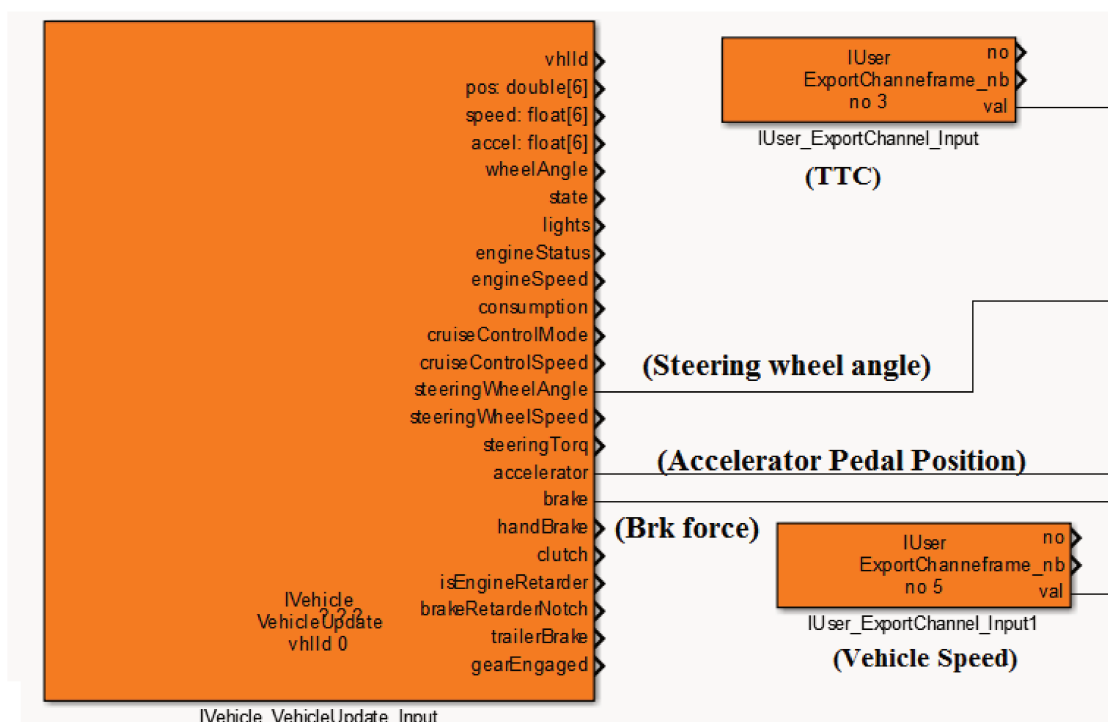 vhlId
pos: double[6]
speed: float[6]
accel: float[6]
wheelAngle
state
lights
engineStatus
engineSpeed
consumption
cruiseControlMode
cruiseControlSpeed
steeringWheelAngle
steeringWheelSpeed
steeringTorq
accelerator
brake
handBrake
clutch
isEngineRetarder
brakeRetarderNotch
trailerBrake
gearEngaged
IVehicle
? ? ?
VehicleUpdate
vhlId 0
IVehicle_VehicleUpdate_Input
IUser
no
ExportChanneframe_nb
no 3
val
IUser_ExportChannel_Input
(TTC)
(Steering wheel angle)
(Accelerator Pedal Position)
(Brk force)
IUser
no
ExportChanneframe_nb
no 5
val
IUser_ExportChannel_Input1
(Vehicle Speed)